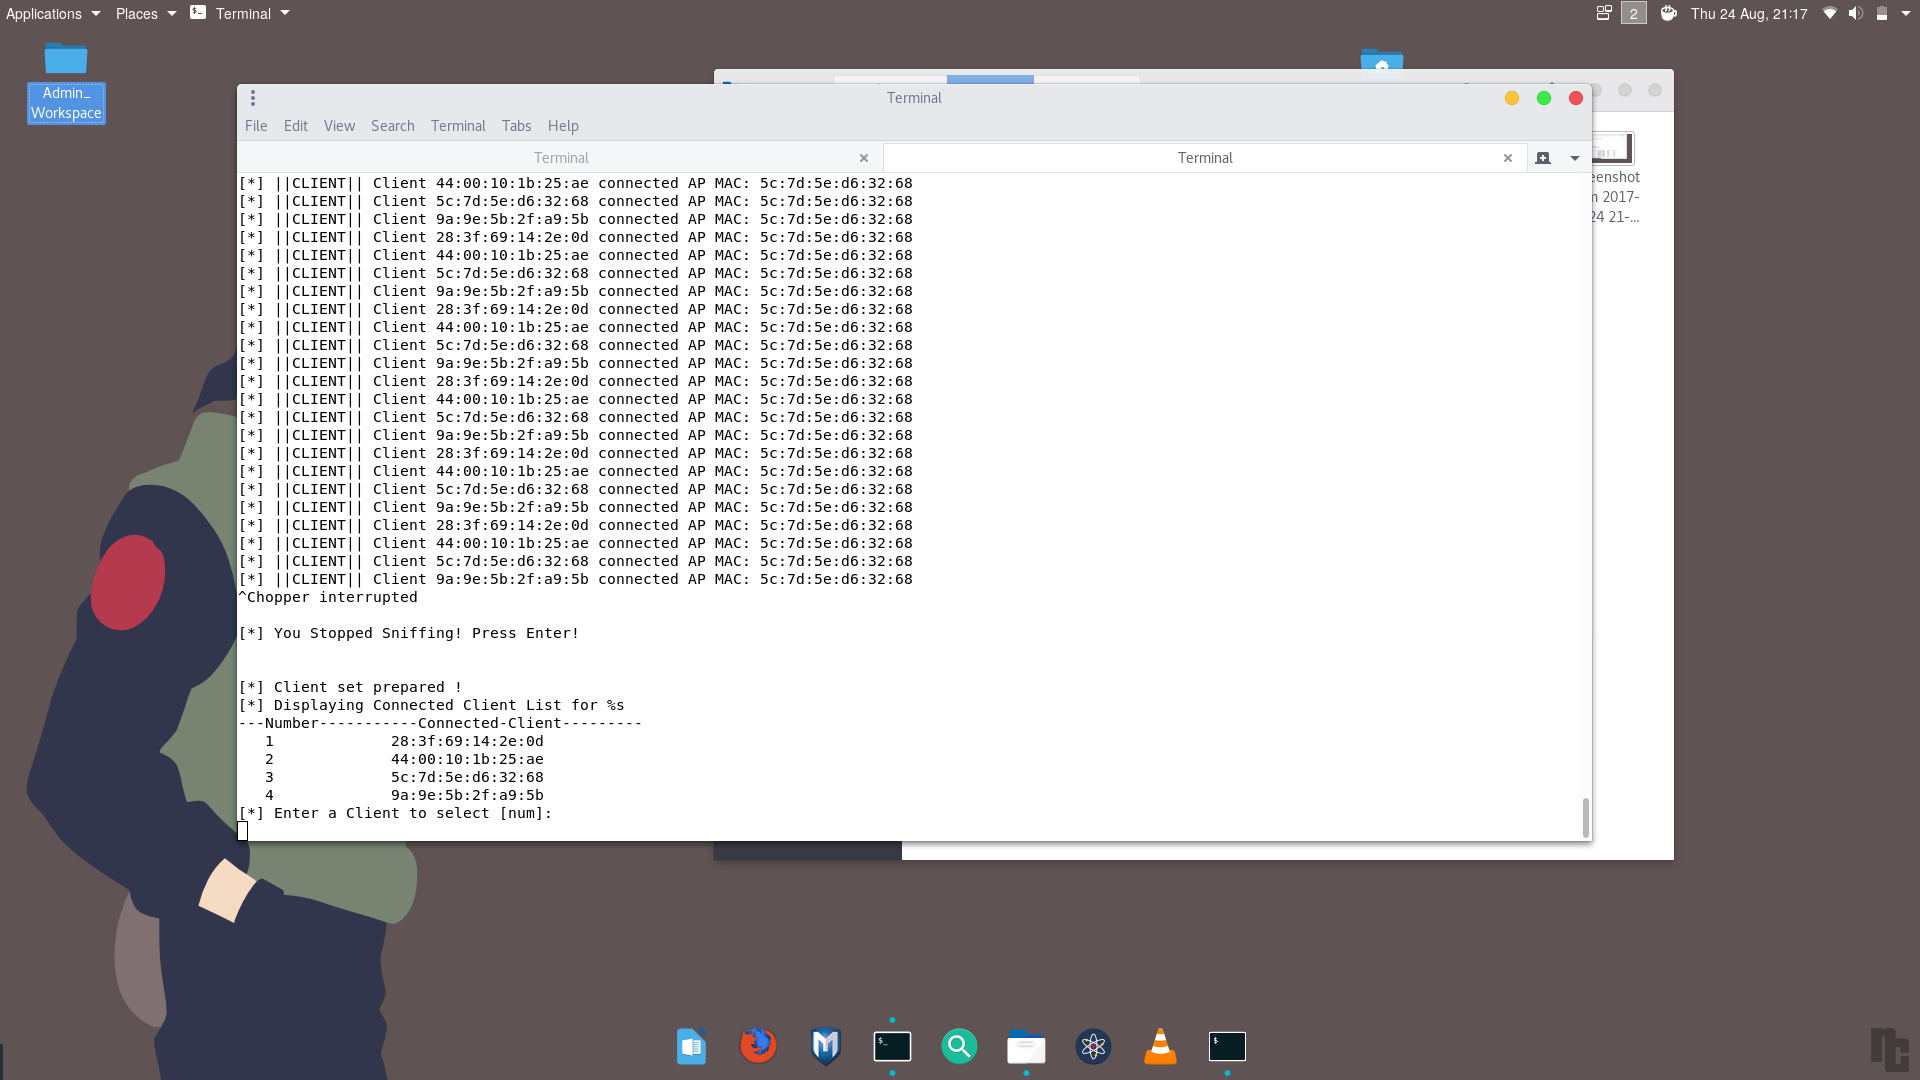 Applications Places Terminal 2 Thu 24 Aug, 21:17
Admin_
Workspace
Terminal
File Edit View Search Terminal Tabs Help
Terminal Terminal
[*] ||CLIENT|| Client 44:00:10:1b:25:ae connected AP MAC: 5c:7d:5e:d6:32:68
[*] ||CLIENT|| Client 5c:7d:5e:d6:32:68 connected AP MAC: 5c:7d:5e:d6:32:68
[*] ||CLIENT|| Client 9a:9e:5b:2f:a9:5b connected AP MAC: 5c:7d:5e:d6:32:68
[*] ||CLIENT|| Client 28:3f:69:14:2e:0d connected AP MAC: 5c:7d:5e:d6:32:68
[*] ||CLIENT|| Client 44:00:10:1b:25:ae connected AP MAC: 5c:7d:5e:d6:32:68
[*] ||CLIENT|| Client 5c:7d:5e:d6:32:68 connected AP MAC: 5c:7d:5e:d6:32:68
[*] ||CLIENT|| Client 9a:9e:5b:2f:a9:5b connected AP MAC: 5c:7d:5e:d6:32:68
[*] ||CLIENT|| Client 28:3f:69:14:2e:0d connected AP MAC: 5c:7d:5e:d6:32:68
[*] ||CLIENT|| Client 44:00:10:1b:25:ae connected AP MAC: 5c:7d:5e:d6:32:68
[*] ||CLIENT|| Client 5c:7d:5e:d6:32:68 connected AP MAC: 5c:7d:5e:d6:32:68
[*] ||CLIENT|| Client 9a:9e:5b:2f:a9:5b connected AP MAC: 5c:7d:5e:d6:32:68
[*] ||CLIENT|| Client 28:3f:69:14:2e:0d connected AP MAC: 5c:7d:5e:d6:32:68
[*] ||CLIENT|| Client 44:00:10:1b:25:ae connected AP MAC: 5c:7d:5e:d6:32:68
[*] ||CLIENT|| Client 5c:7d:5e:d6:32:68 connected AP MAC: 5c:7d:5e:d6:32:68
[*] ||CLIENT|| Client 9a:9e:5b:2f:a9:5b connected AP MAC: 5c:7d:5e:d6:32:68
[*] ||CLIENT|| Client 28:3f:69:14:2e:0d connected AP MAC: 5c:7d:5e:d6:32:68
[*] ||CLIENT|| Client 44:00:10:1b:25:ae connected AP MAC: 5c:7d:5e:d6:32:68
[*] ||CLIENT|| Client 5c:7d:5e:d6:32:68 connected AP MAC: 5c:7d:5e:d6:32:68
[*] ||CLIENT|| Client 9a:9e:5b:2f:a9:5b connected AP MAC: 5c:7d:5e:d6:32:68
[*] ||CLIENT|| Client 28:3f:69:14:2e:0d connected AP MAC: 5c:7d:5e:d6:32:68
[*] ||CLIENT|| Client 44:00:10:1b:25:ae connected AP MAC: 5c:7d:5e:d6:32:68
[*] ||CLIENT|| Client 5c:7d:5e:d6:32:68 connected AP MAC: 5c:7d:5e:d6:32:68
[*] ||CLIENT|| Client 9a:9e:5b:2f:a9:5b connected AP MAC: 5c:7d:5e:d6:32:68
^Chopper interrupted
[*] You Stopped Sniffing! Press Enter!
[*] Client set prepared !
[*] Displaying Connected Client List for %s
---Number-----------Connected-Client---------
1 28:3f:69:14:2e:0d
2 44:00:10:1b:25:ae
3 5c:7d:5e:d6:32:68
4 9a:9e:5b:2f:a9:5b
[*] Enter a Client to select [num]:
eenshot
2017-
24 21-...